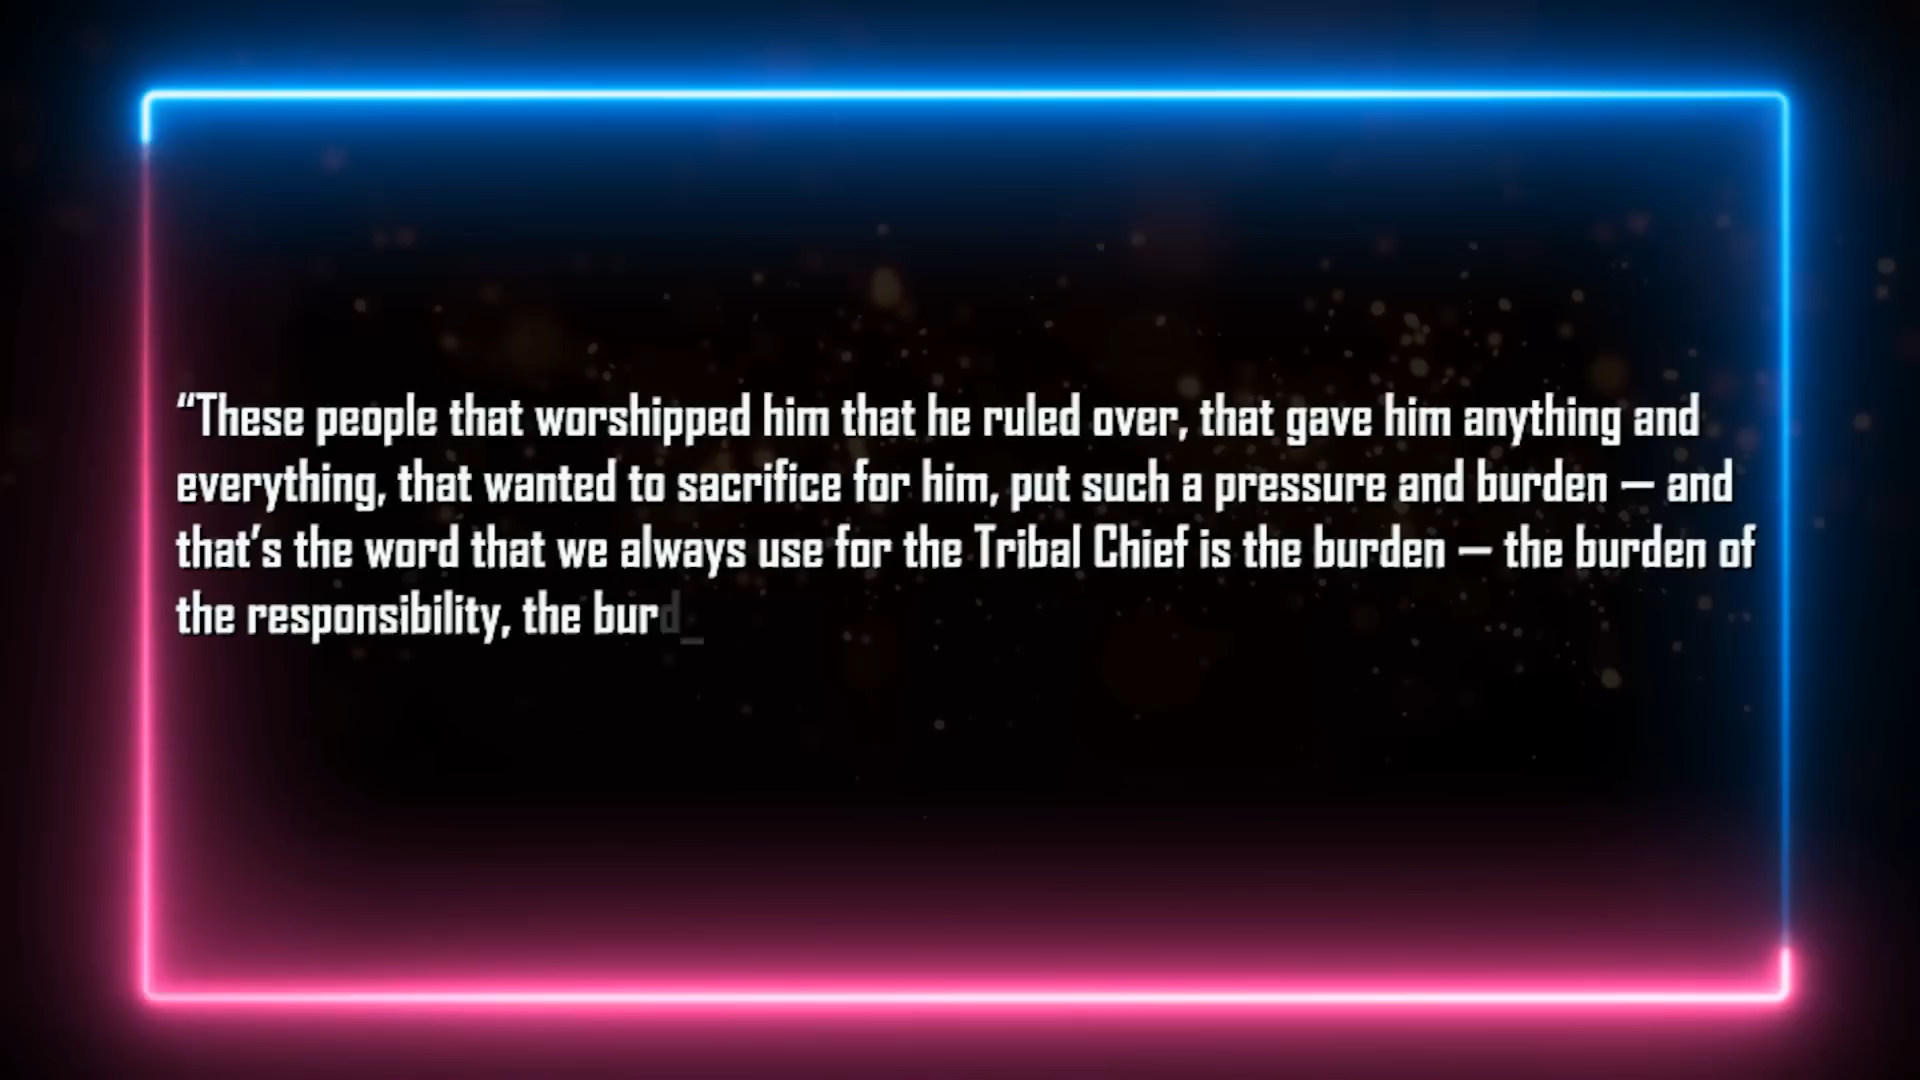 “These people that worshipped him that he ruled over, that gave him anything and
everything, that wanted to sacrifice for him, put such a pressure and burden — and
that’s the word that we always use for the Tribal Chief is the burden — the burden of
the responsibility, the burd_